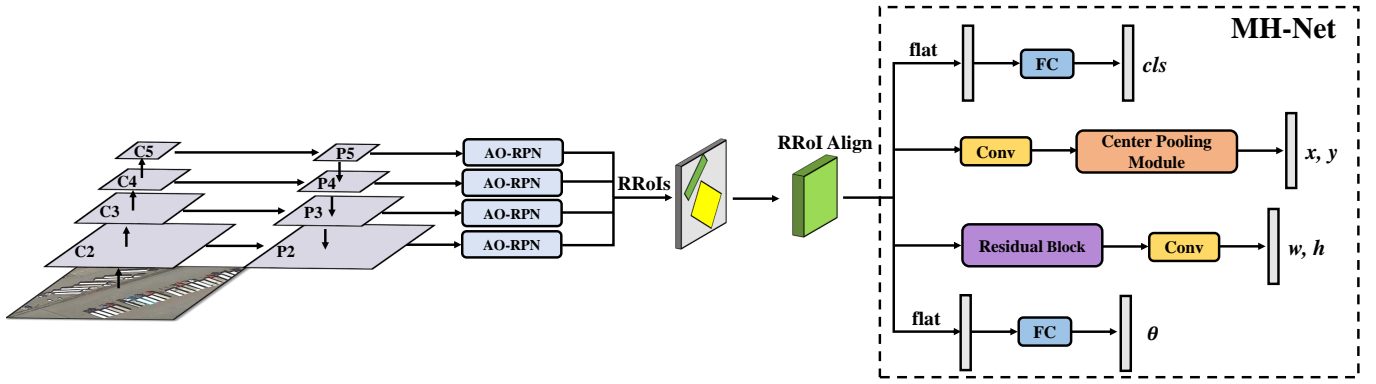 MH-Net
flat
FC
cls
Conv
Center Pooling
Module
x, y
Residual Block
Conv
w, h
flat
FC
θ
RRoI Align
RRoIs
C5
P5
AO-RPN
C4
P4
AO-RPN
C3
P3
AO-RPN
C2
P2
AO-RPN